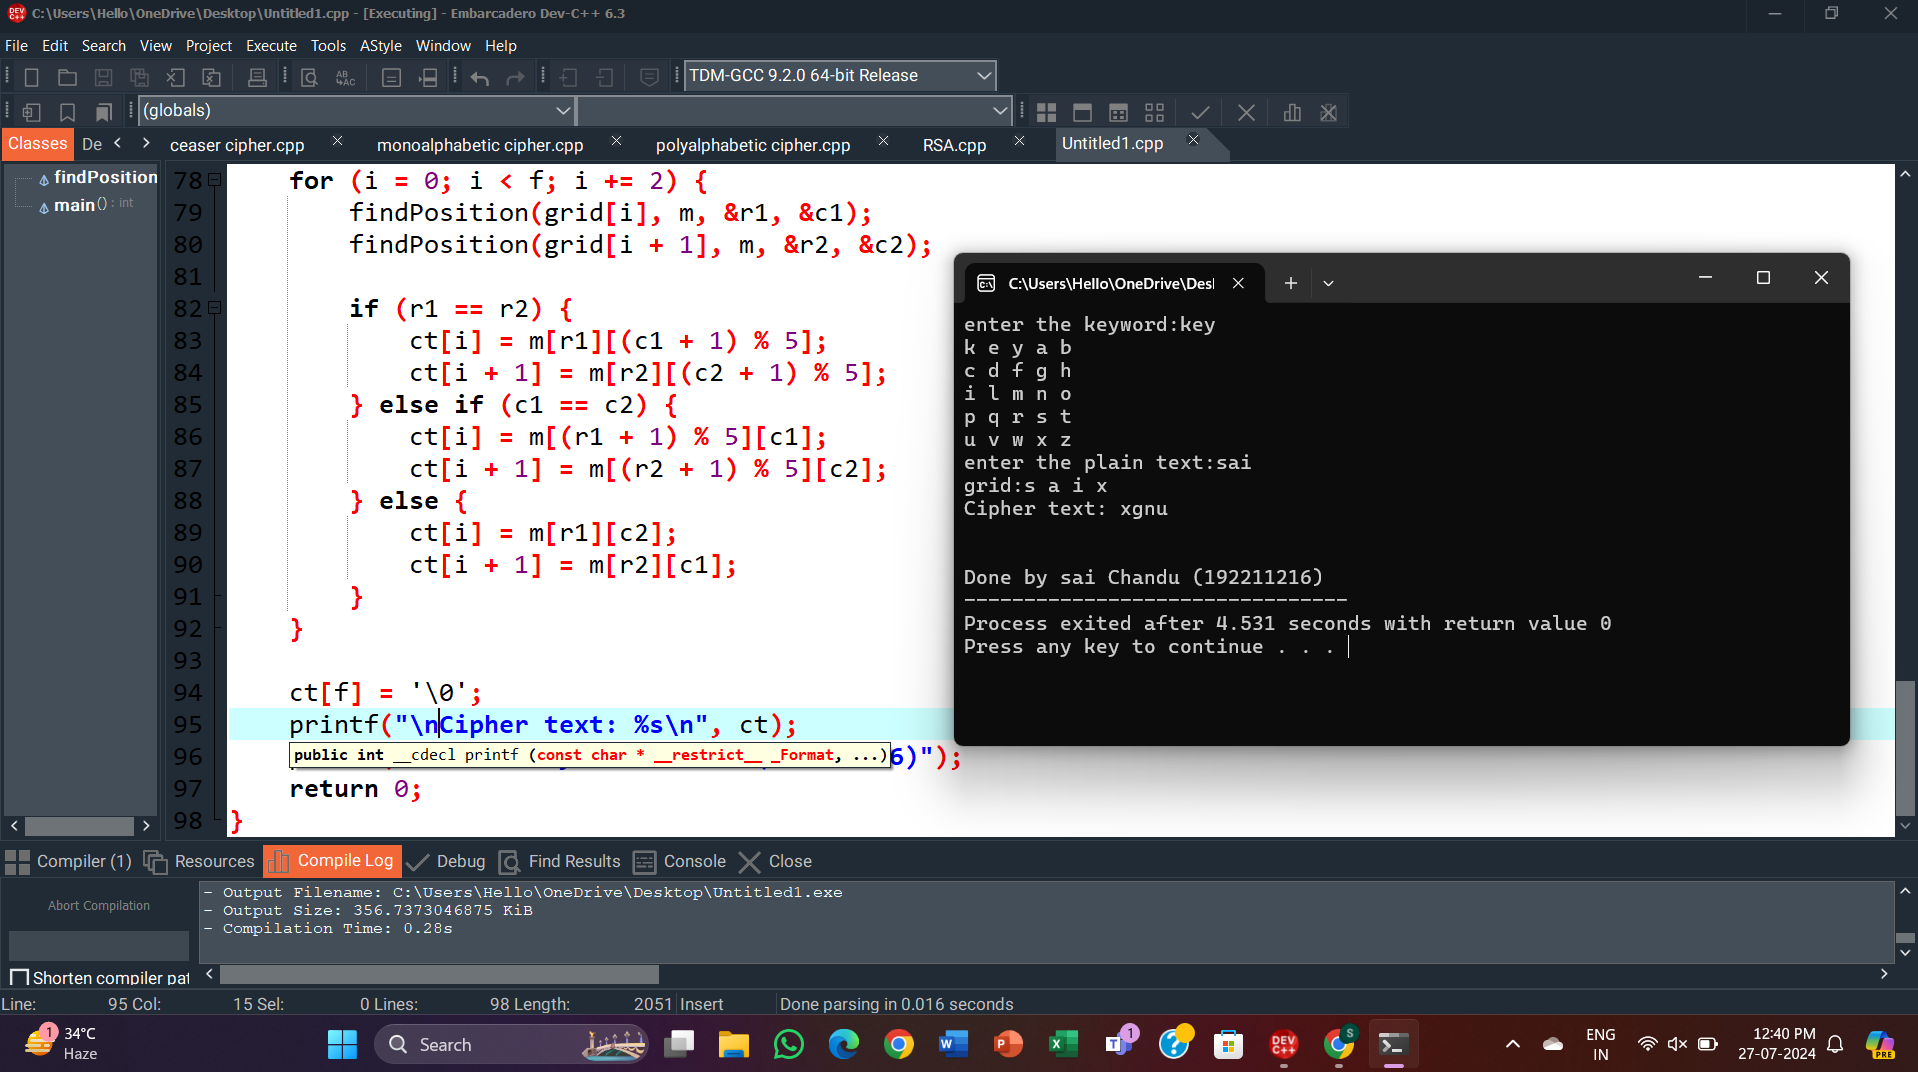 C:\Users\Hello\OneDrive\Desktop\Untitled1.cpp - [Executing] - Embarcadero Dev-C++ 6.3
File Edit Search View Project Execute Tools AStyle Window Help
TDM-GCC 9.2.0 64-bit Release
(globals)
Classes De
ceaser cipher.cpp monoalphabetic cipher.cpp polyalphabetic cipher.cpp RSA.cpp Untitled1.cpp
findPosition
main() : int
78 for (i = 0; i < f; i += 2) {
79 findPosition(grid[i], m, &r1, &c1);
80 findPosition(grid[i + 1], m, &r2, &c2);
81
82 if (r1 == r2) {
83 ct[i] = m[r1][(c1 + 1) % 5];
84 ct[i + 1] = m[r2][(c2 + 1) % 5];
85 } else if (c1 == c2) {
86 ct[i] = m[(r1 + 1) % 5][c1];
87 ct[i + 1] = m[(r2 + 1) % 5][c2];
88 } else {
89 ct[i] = m[r1][c2];
90 ct[i + 1] = m[r2][c1];
91 }
92 }
93
94 ct[f] = '\0';
95 printf("\nCipher text: %s\n", ct);
public int __cdecl printf (const char * __restrict__ _Format, ...)
96 6)");
97 return 0;
98 }
C:\Users\Hello\OneDrive\Des
enter the keyword:key
k e y a b
c d f g h
i l m n o
p q r s t
u v w x z
enter the plain text:sai
grid:s a i x
Cipher text: xgnu
Done by sai Chandu (192211216)
--------------------------------
Process exited after 4.531 seconds with return value 0
Press any key to continue . . .
Compiler (1) Resources Compile Log Debug Find Results Console Close
Abort Compilation
Shorten compiler pat
- Output Filename: C:\Users\Hello\OneDrive\Desktop\Untitled1.exe
- Output Size: 356.7373046875 KiB
- Compilation Time: 0.28s
Line: 95 Col: 15 Sel: 0 Lines: 98 Length: 2051 Insert Done parsing in 0.016 seconds
1
34°C
Haze
Search
1
DEV C++
S
ENG
IN
12:40 PM
27-07-2024
PRE